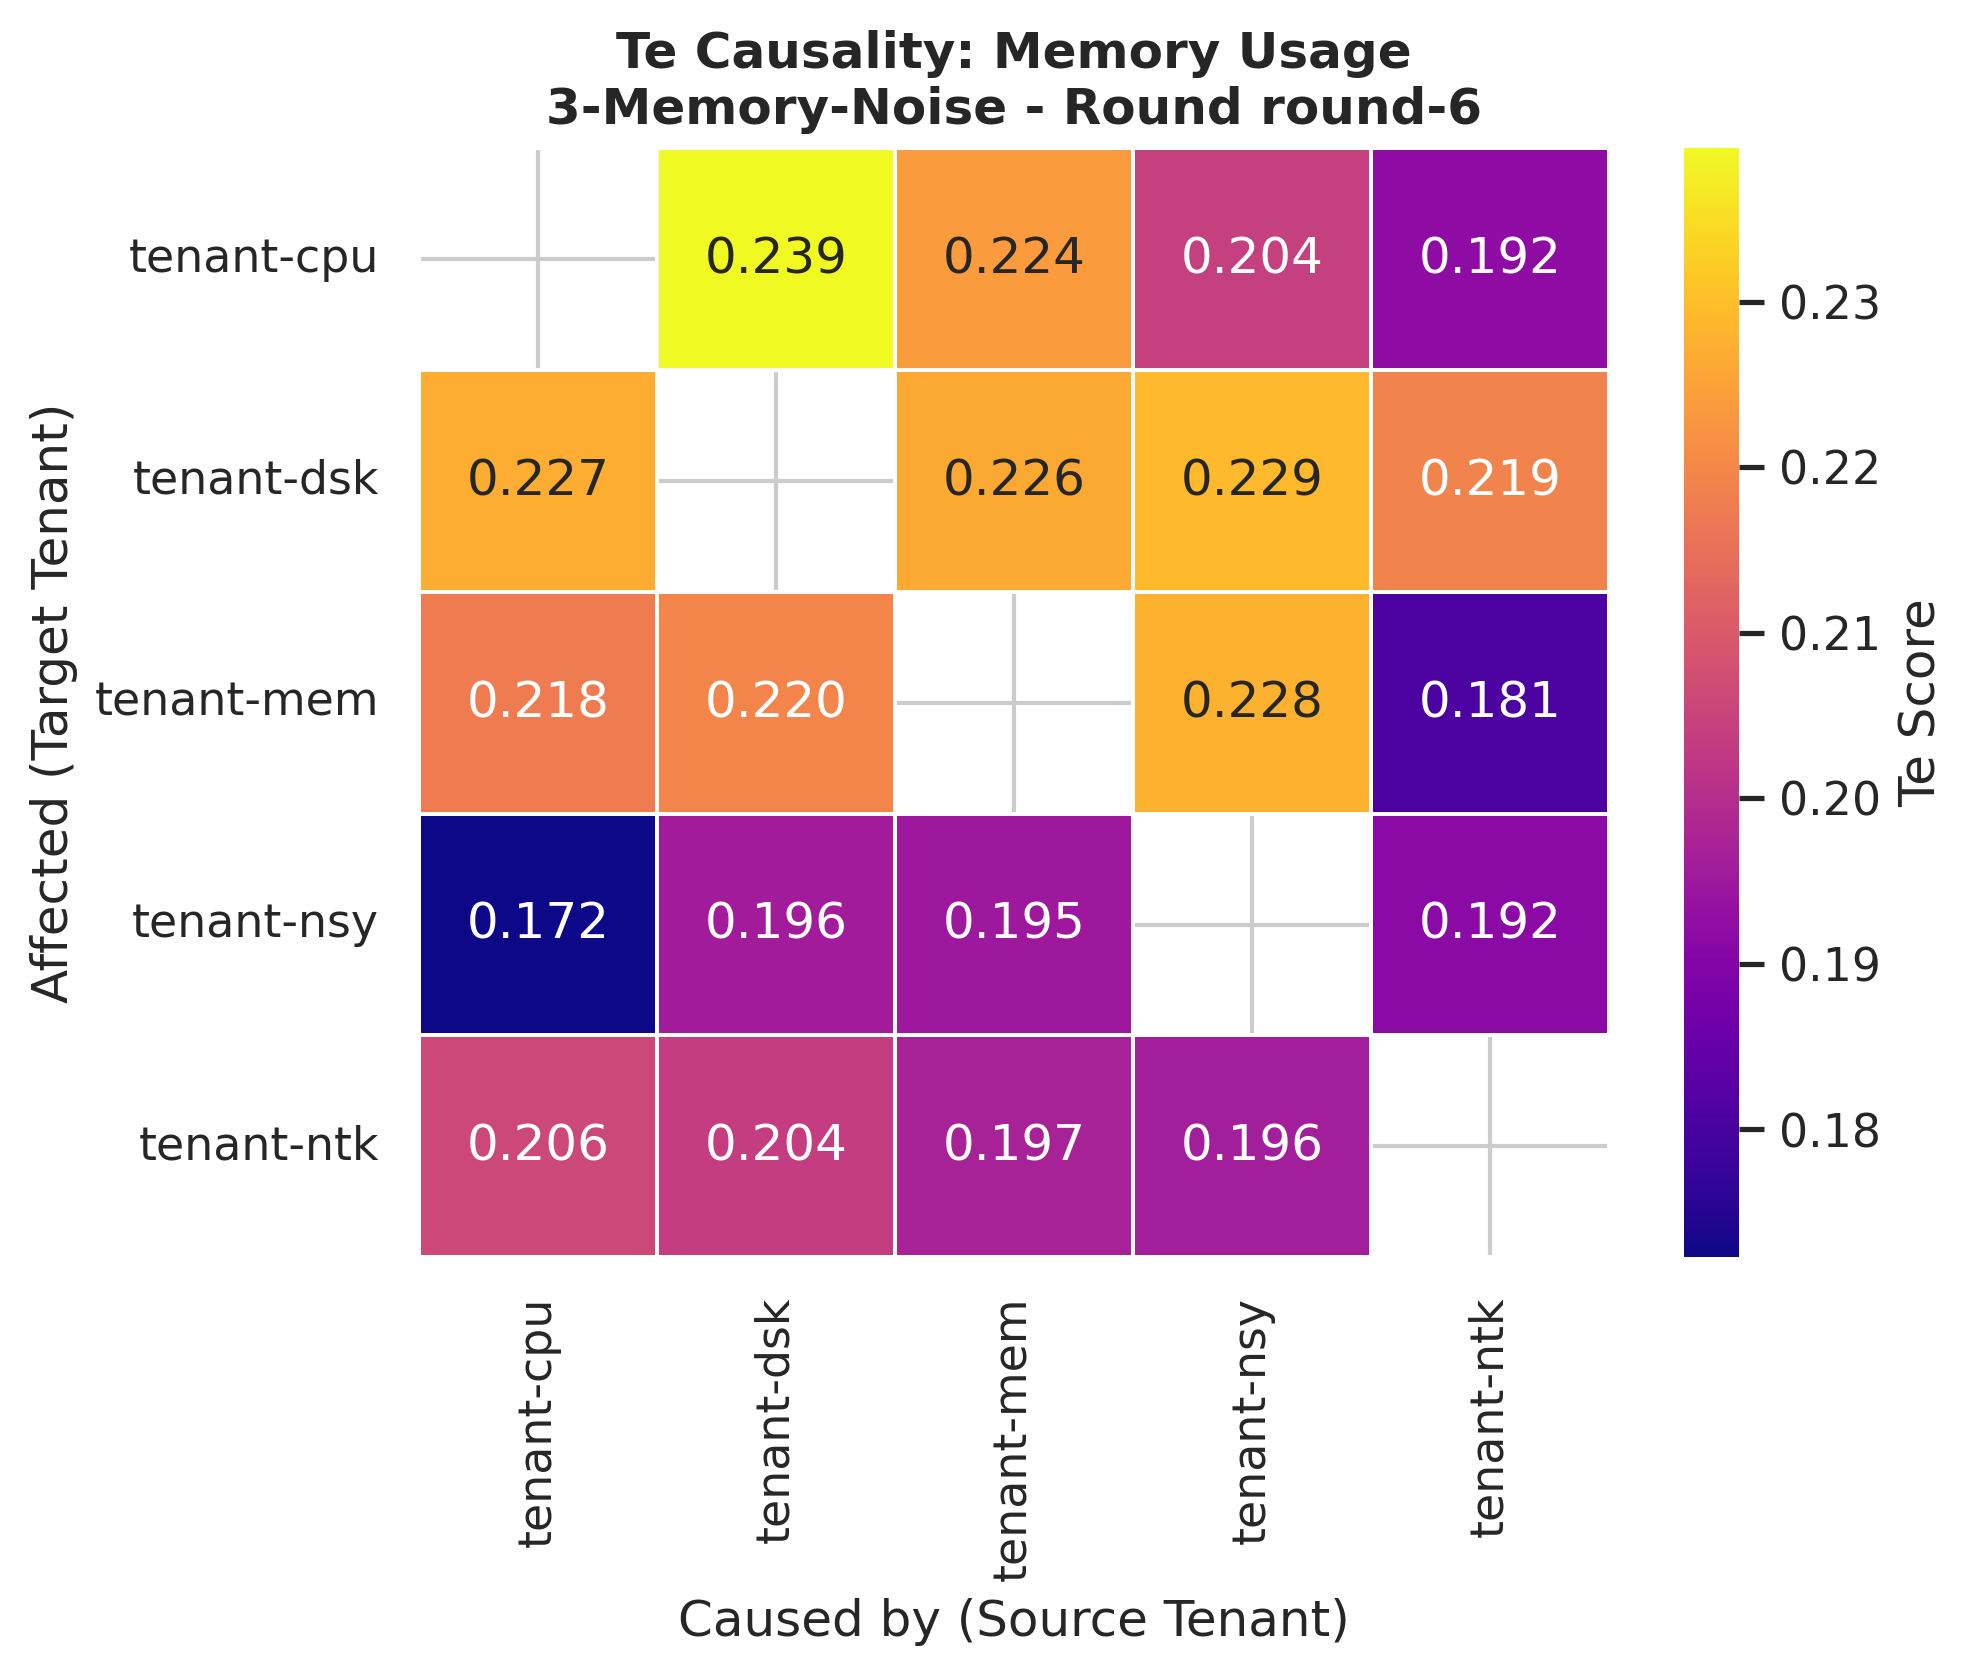 Te Causality: Memory Usage
3-Memory-Noise - Round round-6
Affected (Target Tenant)
tenant-cpu 0.239 0.224 0.204 0.192
tenant-dsk 0.227 0.226 0.229 0.219
tenant-mem 0.218 0.220 0.228 0.181
tenant-nsy 0.172 0.196 0.195 0.192
tenant-ntk 0.206 0.204 0.197 0.196
tenant-cpu
tenant-dsk
tenant-mem
tenant-nsy
tenant-ntk
Caused by (Source Tenant)
0.23
0.22
0.21
0.20
0.19
0.18
Te Score